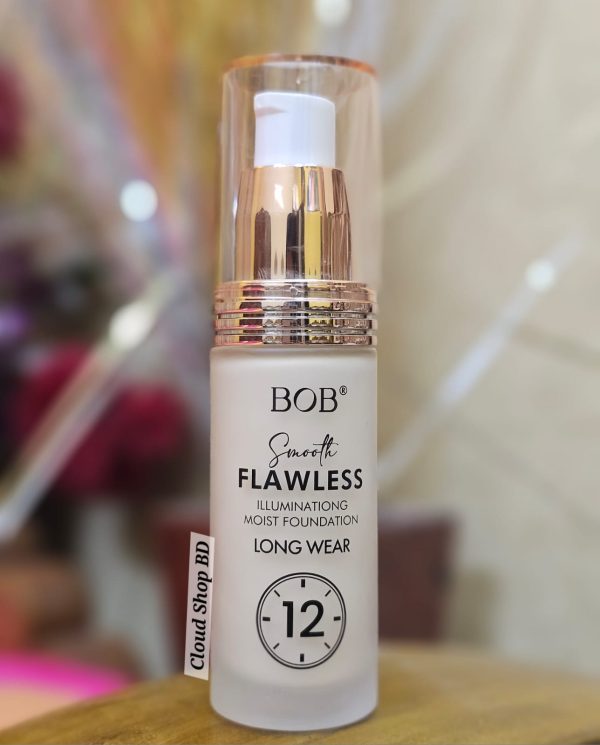 BOB®
Smooth
FLAWLESS
ILLUMINATIONG
MOIST FOUNDATION
LONG WEAR
12
Cloud Shop BD